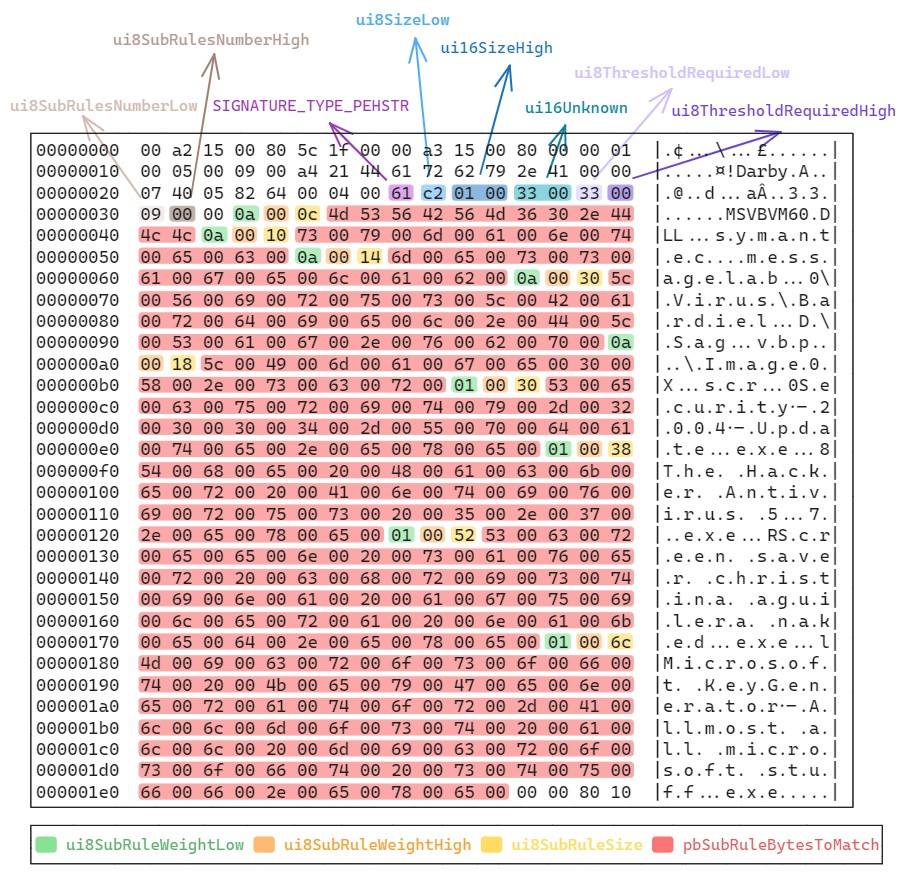 ui8SizeLow
ui8SubRulesNumberHigh
ui16SizeHigh
ui8ThresholdRequiredLow
ui8SubRulesNumberLow SIGNATURE_TYPE_PEHSTR
ui16Unknown
ui8ThresholdRequiredHigh
00000000 00 a2 15 00 80 5c 1f 00 00 a3 15 00 80 00 00 01 |.¢...\...£......|
00000010 00 05 00 09 00 a4 21 44 61 72 62 79 2e 41 00 00 |.....¤!Darby.A..|
00000020 07 40 05 82 64 00 04 00 61 c2 01 00 33 00 33 00 |.@..d...aÂ..3.3.|
00000030 09 00 00 0a 00 0c 4d 53 56 42 56 4d 36 30 2e 44 |......MSVBVM60.D|
00000040 4c 4c 0a 00 10 73 00 79 00 6d 00 61 00 6e 00 74 |LL...s.y.m.a.n.t|
00000050 00 65 00 63 00 0a 00 14 6d 00 65 00 73 00 73 00 |.e.c....m.e.s.s.|
00000060 61 00 67 00 65 00 6c 00 61 00 62 00 0a 00 30 5c |a.g.e.l.a.b...0\|
00000070 00 56 00 69 00 72 00 75 00 73 00 5c 00 42 00 61 |.V.i.r.u.s.\.B.a|
00000080 00 72 00 64 00 69 00 65 00 6c 00 2e 00 44 00 5c |.r.d.i.e.l...D.\|
00000090 00 53 00 61 00 67 00 2e 00 76 00 62 00 70 00 0a |.S.a.g...v.b.p..|
000000a0 00 18 5c 00 49 00 6d 00 61 00 67 00 65 00 30 00 |..\.I.m.a.g.e.0.|
000000b0 58 00 2e 00 73 00 63 00 72 00 01 00 30 53 00 65 |X...s.c.r...0S.e|
000000c0 00 63 00 75 00 72 00 69 00 74 00 79 00 2d 00 32 |.c.u.r.i.t.y.-.2|
000000d0 00 30 00 30 00 34 00 2d 00 55 00 70 00 64 00 61 |.0.0.4.-.U.p.d.a|
000000e0 00 74 00 65 00 2e 00 65 00 78 00 65 00 01 00 38 |.t.e...e.x.e...8|
000000f0 54 00 68 00 65 00 20 00 48 00 61 00 63 00 6b 00 |T.h.e. .H.a.c.k.|
00000100 65 00 72 00 20 00 41 00 6e 00 74 00 69 00 76 00 |e.r. .A.n.t.i.v.|
00000110 69 00 72 00 75 00 73 00 20 00 35 00 2e 00 37 00 |i.r.u.s. .5...7.|
00000120 2e 00 65 00 78 00 65 00 01 00 52 53 00 63 00 72 |..e.x.e...RS.c.r|
00000130 00 65 00 65 00 6e 00 20 00 73 00 61 00 76 00 65 |.e.e.n. .s.a.v.e|
00000140 00 72 00 20 00 63 00 68 00 72 00 69 00 73 00 74 |.r. .c.h.r.i.s.t|
00000150 00 69 00 6e 00 61 00 20 00 61 00 67 00 75 00 69 |.i.n.a. .a.g.u.i|
00000160 00 6c 00 65 00 72 00 61 00 20 00 6e 00 61 00 6b |.l.e.r.a. .n.a.k|
00000170 00 65 00 64 00 2e 00 65 00 78 00 65 00 01 00 6c |.e.d...e.x.e...l|
00000180 4d 00 69 00 63 00 72 00 6f 00 73 00 6f 00 66 00 |M.i.c.r.o.s.o.f.|
00000190 74 00 20 00 4b 00 65 00 79 00 47 00 65 00 6e 00 |t. .K.e.y.G.e.n.|
000001a0 65 00 72 00 61 00 74 00 6f 00 72 00 2d 00 41 00 |e.r.a.t.o.r.-.A.|
000001b0 6c 00 6c 00 6d 00 6f 00 73 00 74 00 20 00 61 00 |l.l.m.o.s.t. .a.|
000001c0 6c 00 6c 00 20 00 6d 00 69 00 63 00 72 00 6f 00 |l.l. .m.i.c.r.o.|
000001d0 73 00 6f 00 66 00 74 00 20 00 73 00 74 00 75 00 |s.o.f.t. .s.t.u.|
000001e0 66 00 66 00 2e 00 65 00 78 00 65 00 00 00 80 10 |f.f...e.x.e.....|
ui8SubRuleWeightLow ui8SubRuleWeightHigh ui8SubRuleSize pbSubRuleBytesToMatch